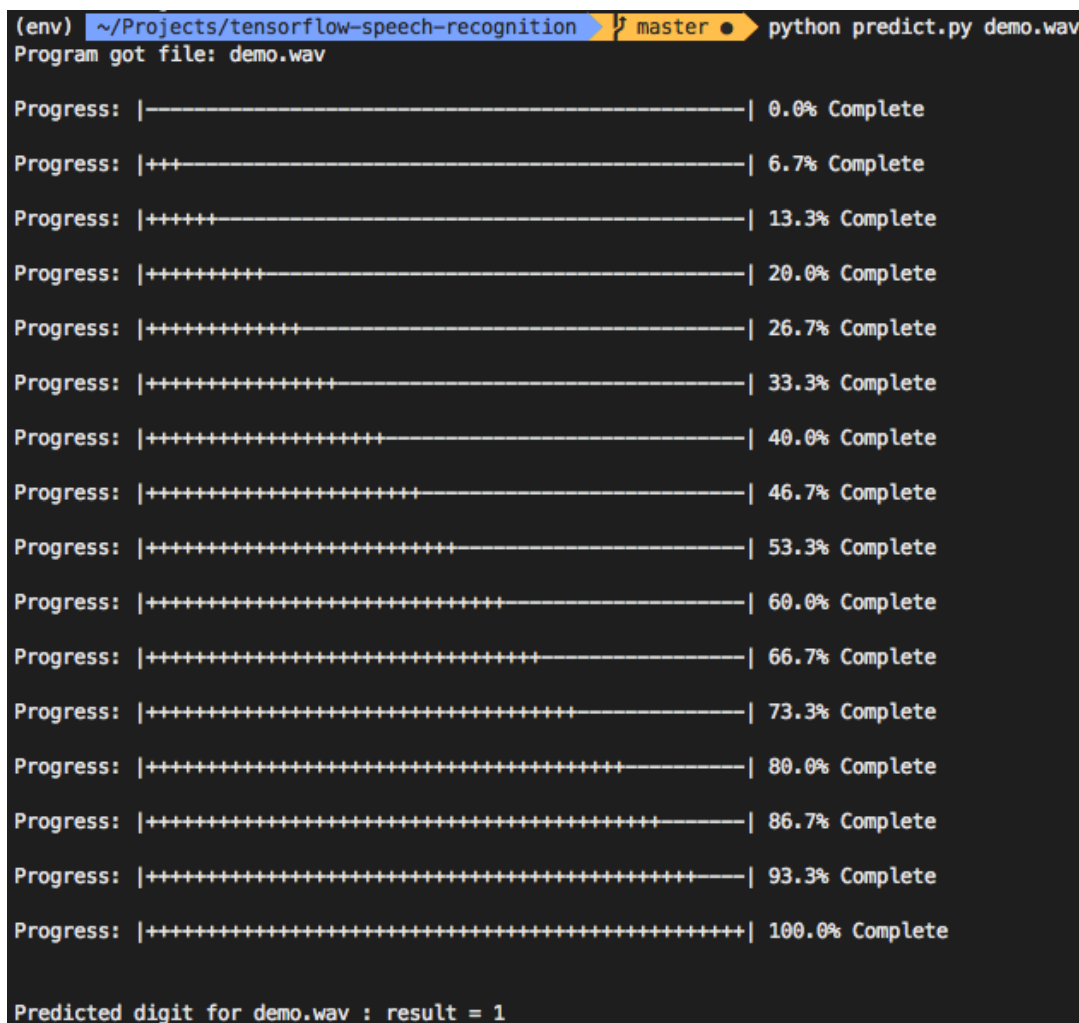 (env) ~/Projects/tensorflow-speech-recognition master ● python predict.py demo.wav
Program got file: demo.wav
Progress: |--------------------------------------------------| 0.0% Complete
Progress: |+++-----------------------------------------------| 6.7% Complete
Progress: |++++++--------------------------------------------| 13.3% Complete
Progress: |++++++++++----------------------------------------| 20.0% Complete
Progress: |+++++++++++++-------------------------------------| 26.7% Complete
Progress: |++++++++++++++++----------------------------------| 33.3% Complete
Progress: |++++++++++++++++++++------------------------------| 40.0% Complete
Progress: |+++++++++++++++++++++++---------------------------| 46.7% Complete
Progress: |++++++++++++++++++++++++++------------------------| 53.3% Complete
Progress: |++++++++++++++++++++++++++++++--------------------| 60.0% Complete
Progress: |+++++++++++++++++++++++++++++++++-----------------| 66.7% Complete
Progress: |++++++++++++++++++++++++++++++++++++--------------| 73.3% Complete
Progress: |++++++++++++++++++++++++++++++++++++++++----------| 80.0% Complete
Progress: |+++++++++++++++++++++++++++++++++++++++++++-------| 86.7% Complete
Progress: |++++++++++++++++++++++++++++++++++++++++++++++----| 93.3% Complete
Progress: |++++++++++++++++++++++++++++++++++++++++++++++++++| 100.0% Complete
Predicted digit for demo.wav : result = 1